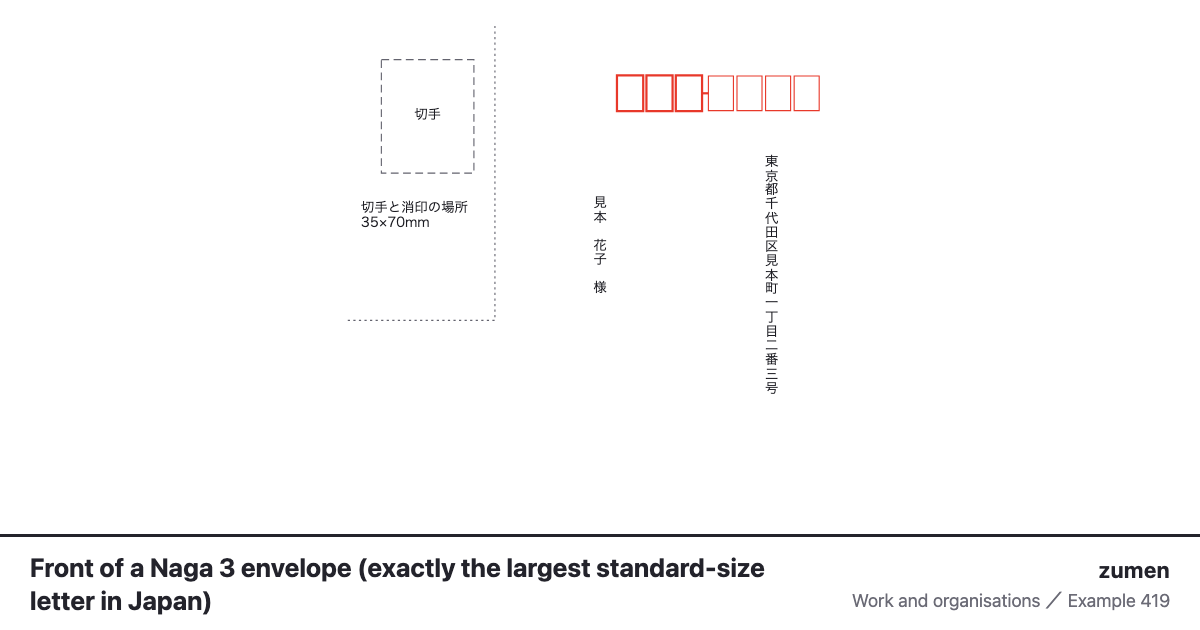 切手
切手と消印の場所
35×70mm
東京都千代田区見本町一丁目二番三号
見本　花子　様
Front of a Naga 3 envelope (exactly the largest standard-size
letter in Japan)
zumen
Work and organisations ／ Example 419